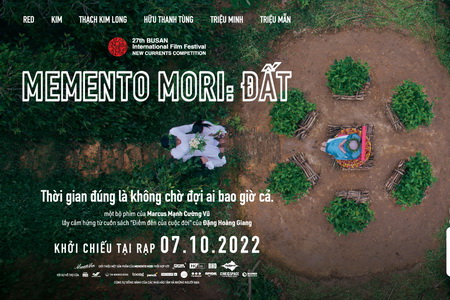 RED KIM THẠCH KIM LONG HỮU THANH TÙNG TRIỆU MINH TRIỆU MẪN
27th BUSAN
International Film Festival
NEW CURRENTS COMPETITION
MEMENTO MORI: ĐẤT
Thời gian đúng là không chờ đợi ai bao giờ cả.
một bộ phim của Marcus Mạnh Cường Vũ
lấy cảm hứng từ cuốn sách "Điểm đến của cuộc đời" của Đặng Hoàng Giang
KHỞI CHIẾU TẠI RẠP 07.10.2022